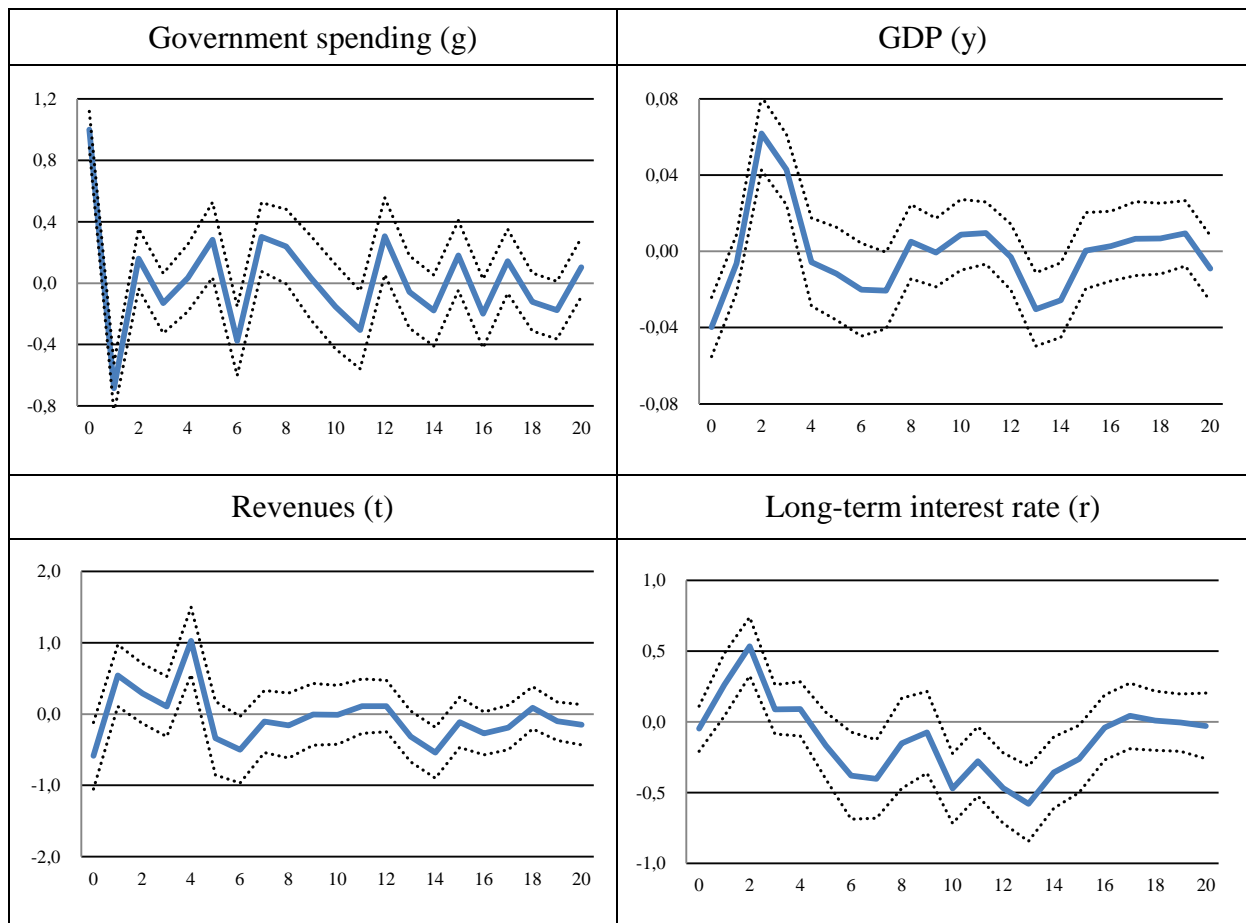 Government spending (g)
GDP (y)
1,2
0,8
0,4
0,0
-0,4
-0,8
0 2 4 6 8 10 12 14 16 18 20
0,08
0,04
0,00
-0,04
-0,08
0 2 4 6 8 10 12 14 16 18 20
Revenues (t)
Long-term interest rate (r)
2,0
1,0
0,0
-1,0
-2,0
0 2 4 6 8 10 12 14 16 18 20
1,0
0,5
0,0
-0,5
-1,0
0 2 4 6 8 10 12 14 16 18 20